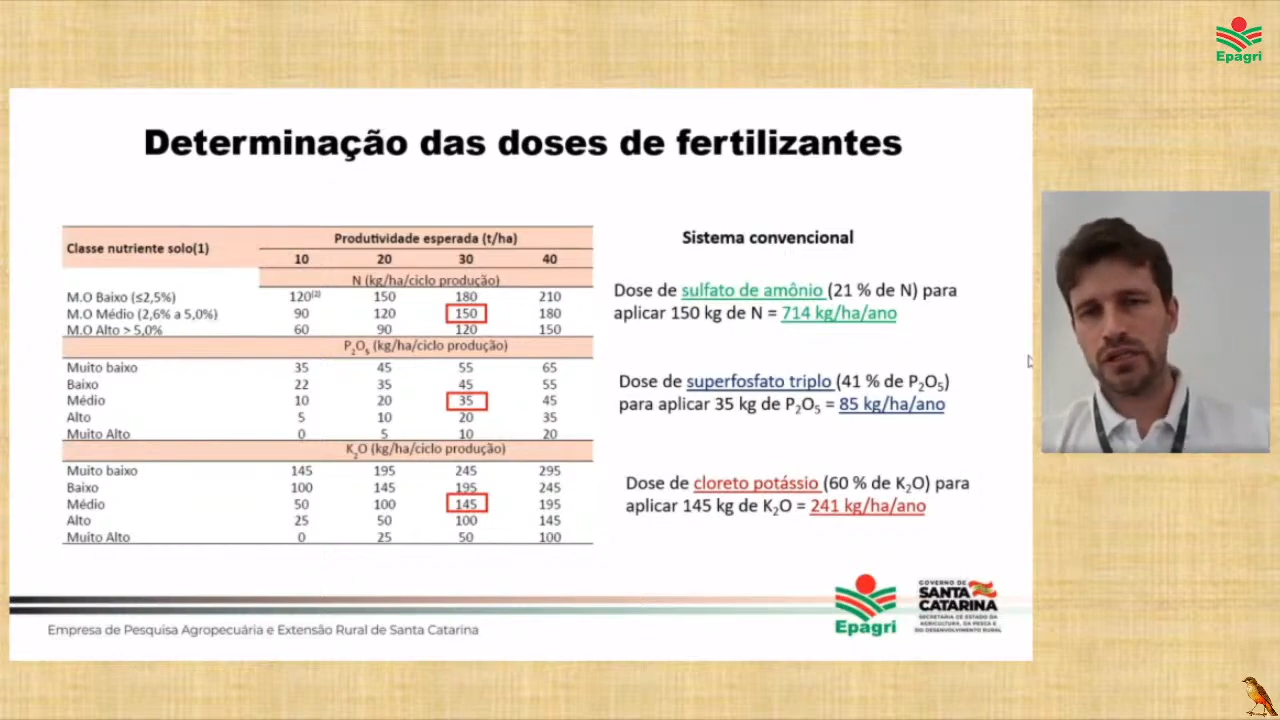 Epagri
Determinação das doses de fertilizantes
Classe nutriente solo(1)
Produtividade esperada (t/ha)
10 20 30 40
N (kg/ha/ciclo produção)
M.O Baixo (≤2,5%) 120(2) 150 180 210
M.O Médio (2,6% a 5,0%) 90 120 150 180
M.O Alto > 5,0% 60 90 120 150
P2O5 (kg/ha/ciclo produção)
Muito baixo 35 45 55 65
Baixo 22 35 45 55
Médio 10 20 35 45
Alto 5 10 20 35
Muito Alto 0 5 10 20
K2O (kg/ha/ciclo produção)
Muito baixo 145 195 245 295
Baixo 100 145 195 245
Médio 50 100 145 195
Alto 25 50 100 145
Muito Alto 0 25 50 100
Sistema convencional
Dose de sulfato de amônio (21 % de N) para
aplicar 150 kg de N = 714 kg/ha/ano
Dose de superfosfato triplo (41 % de P2O5)
para aplicar 35 kg de P2O5 = 85 kg/ha/ano
Dose de cloreto potássio (60 % de K2O) para
aplicar 145 kg de K2O = 241 kg/ha/ano
Epagri
GOVERNO DE
SANTA
CATARINA
SECRETARIA DE ESTADO DA
AGRICULTURA, DA PESCA E
DO DESENVOLVIMENTO RURAL
Empresa de Pesquisa Agropecuária e Extensão Rural de Santa Catarina